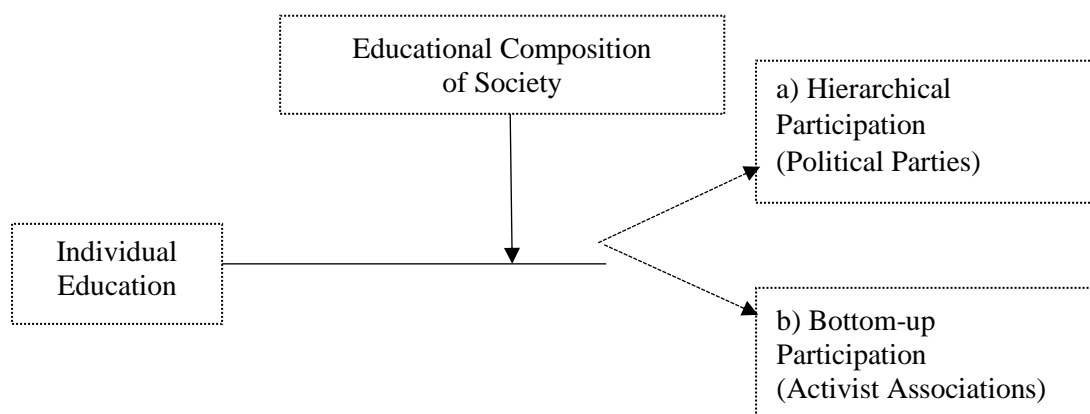 Educational Composition
of Society
a) Hierarchical
Participation
(Political Parties)
Individual
Education
b) Bottom-up
Participation
(Activist Associations)